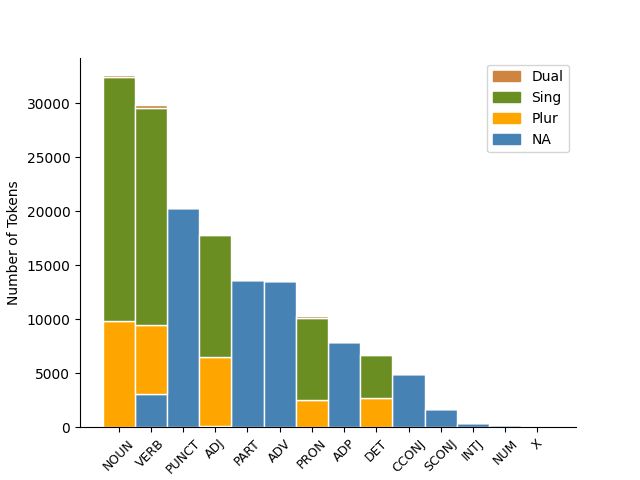 Dual
Sing
Plur
NA
Number of Tokens
30000
25000
20000
15000
10000
5000
0
NOUN
VERB
PUNCT
ADJ
PART
ADV
PRON
ADP
DET
CCONJ
SCONJ
INTJ
NUM
X